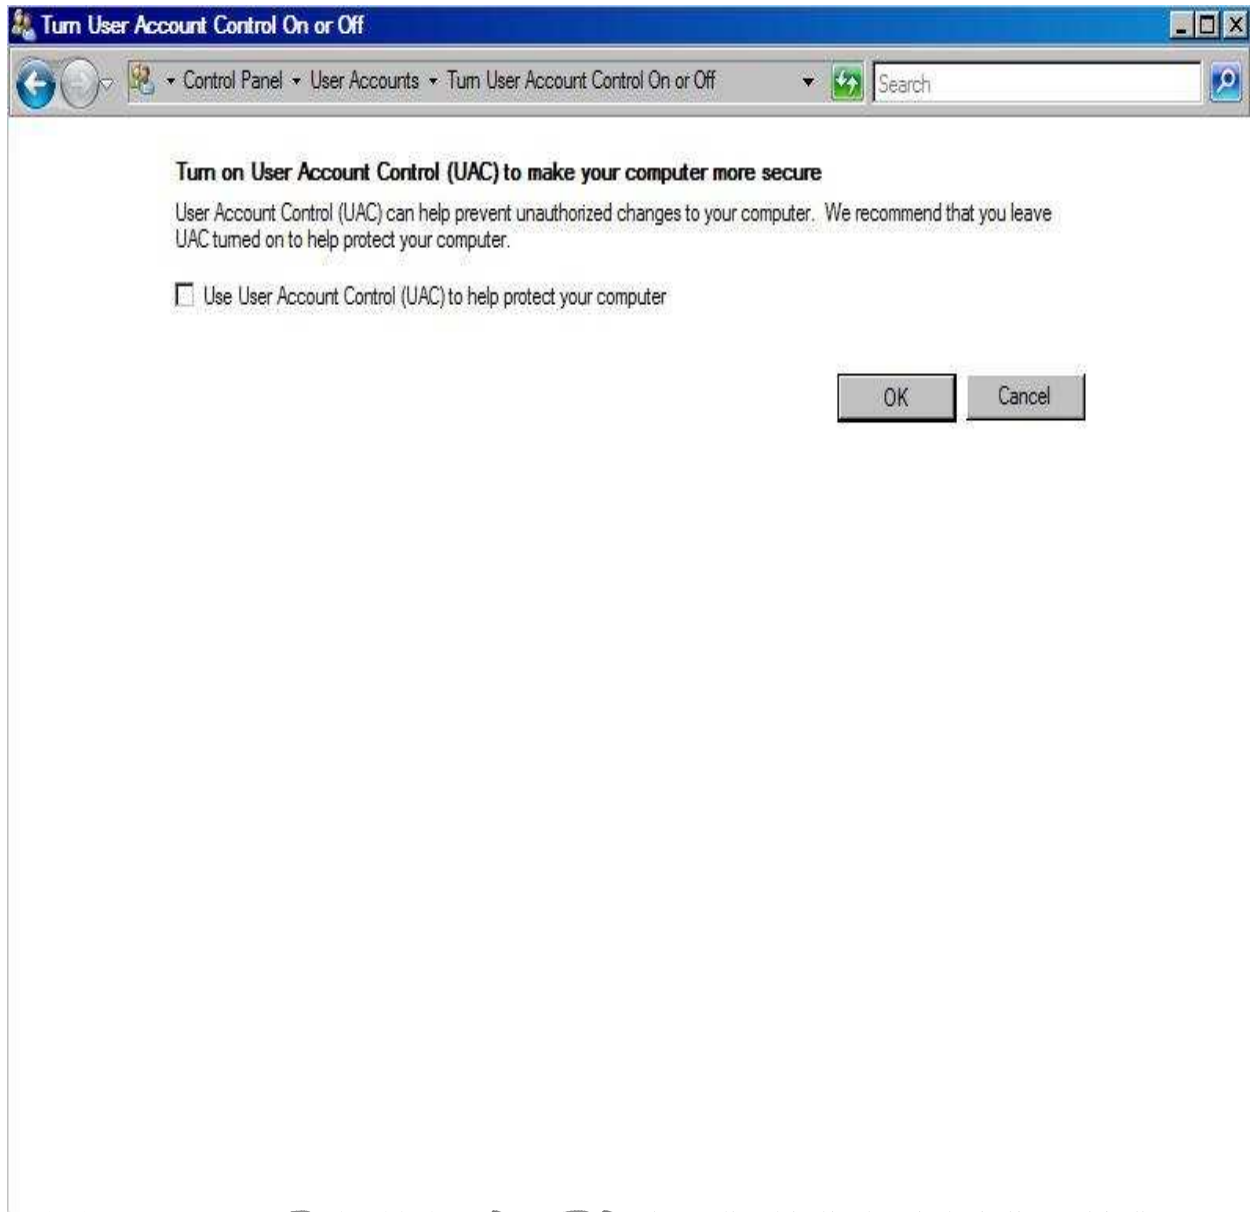 Turn User Account Control On or Off
Control Panel User Accounts Turn User Account Control On or Off Search
Turn on User Account Control (UAC) to make your computer more secure
User Account Control (UAC) can help prevent unauthorized changes to your computer. We recommend that you leave
UAC turned on to help protect your computer.
Use User Account Control (UAC) to help protect your computer
OK Cancel